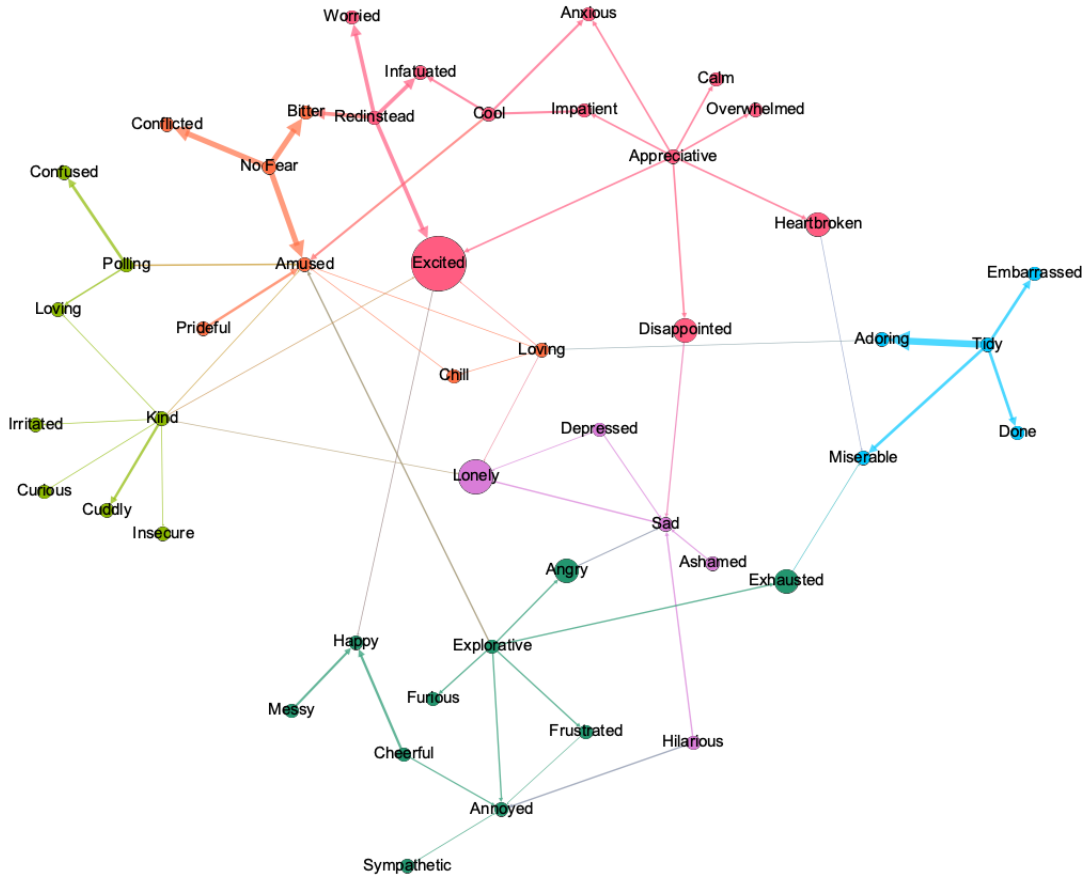 Worried
Anxious
Infatuated
Calm
Bitter
Redinstead
Cool
Impatient
Overwhelmed
Conflicted
Appreciative
No Fear
Confused
Heartbroken
Polling
Amused
Excited
Embarrassed
Loving
Prideful
Disappointed
Adoring
Tidy
Loving
Chill
Kind
Irritated
Depressed
Done
Miserable
Lonely
Curious
Cuddly
Insecure
Sad
Ashamed
Angry
Exhausted
Happy
Explorative
Furious
Messy
Frustrated
Hilarious
Cheerful
Annoyed
Sympathetic